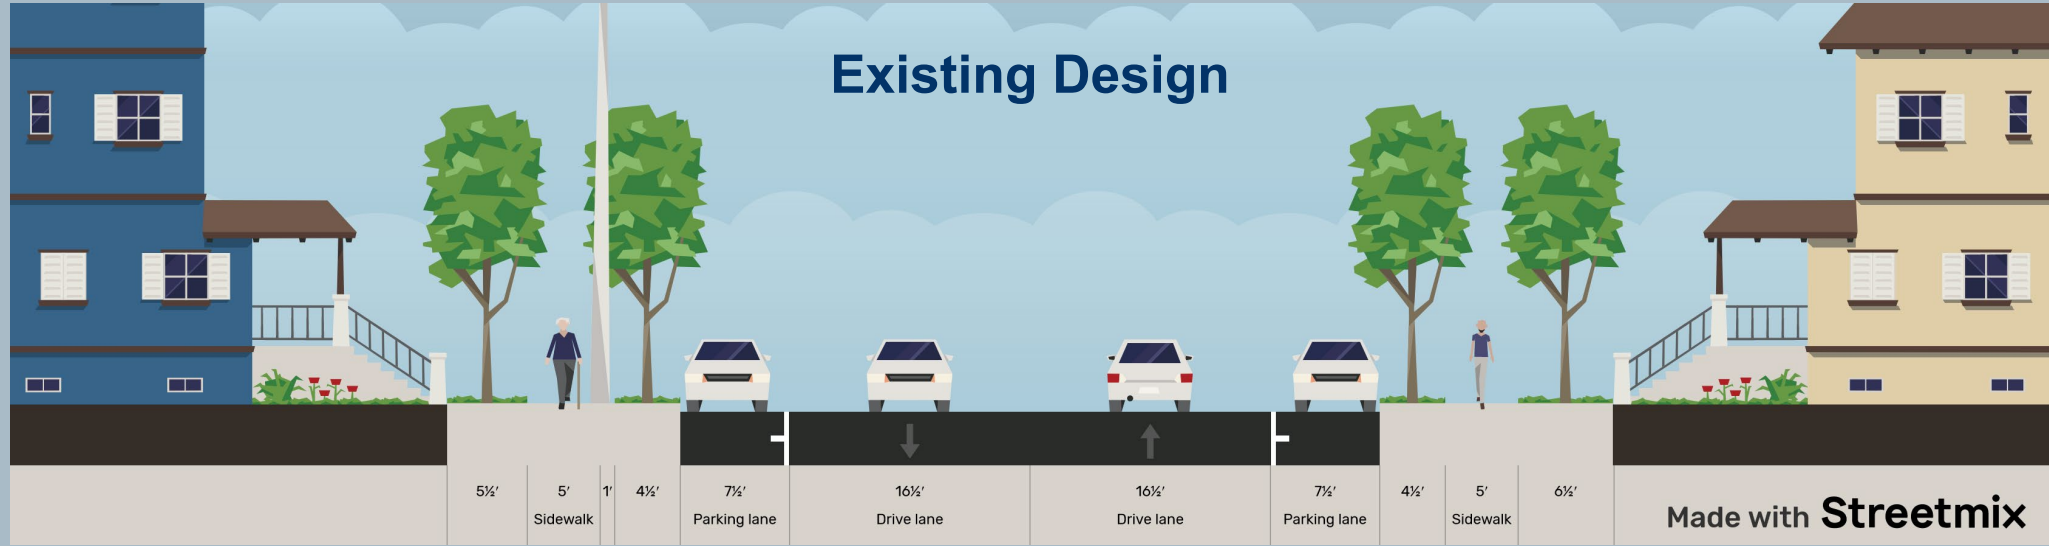 Existing Design
5½′ 5′ 1′ 4½′ 7½′ 16½′ 16½′ 7½′ 4½′ 5′ 6½′
Sidewalk Parking lane Drive lane Drive lane Parking lane Sidewalk
Made with Streetmix